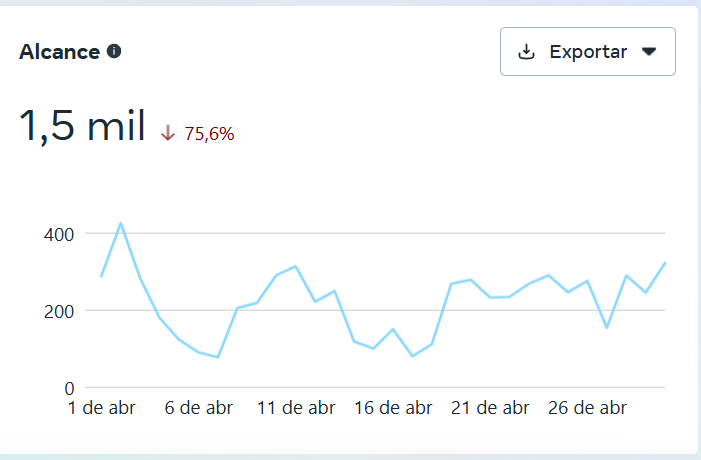 Alcance
Exportar
1,5 mil ↓ 75,6%
400
200
0
1 de abr 6 de abr 11 de abr 16 de abr 21 de abr 26 de abr